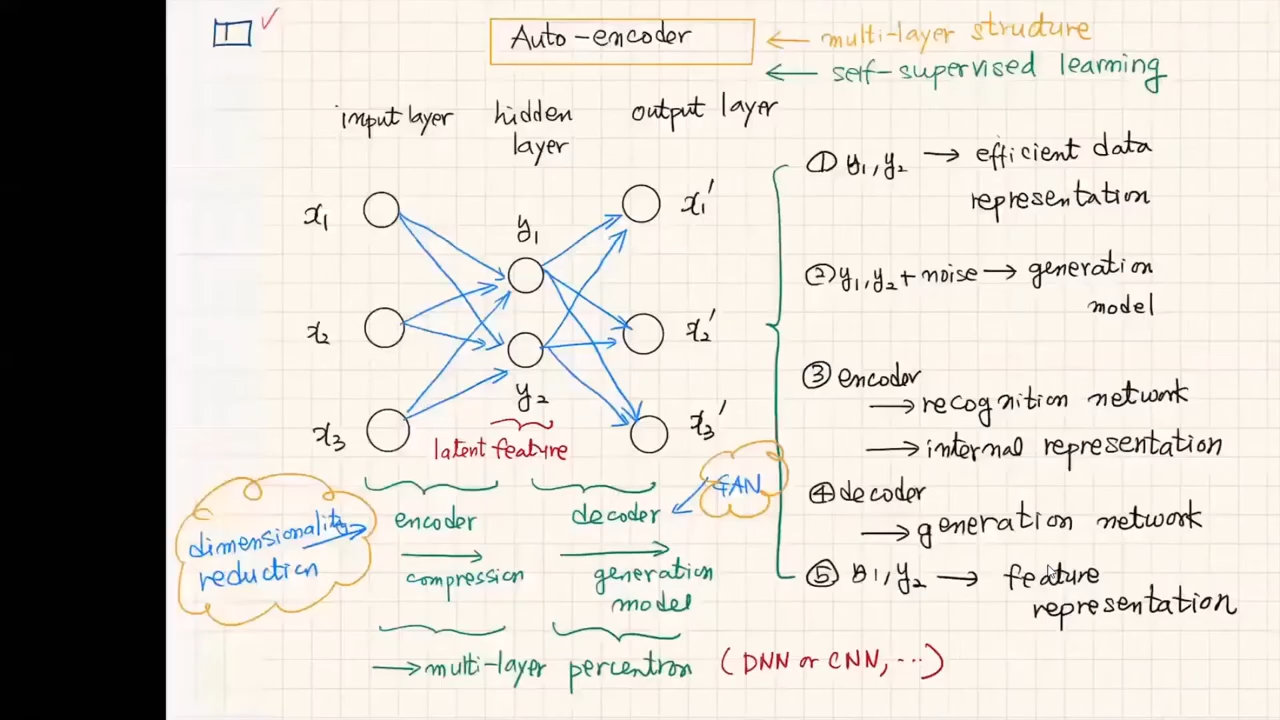 I
Auto-encoder
← multi-layer structure
← self-supervised learning
input layer
hidden
layer
output layer
x₁
x₂
x₃
y₁
y₂
x₁'
x₂'
x₃'
latent feature
dimensionality
reduction
encoder
compression
decoder
generation
model
GAN
→ multi-layer percentron (DNN or CNN, ...)
① y₁, y₂ → efficient data
representation
② y₁, y₂ + noise → generation
model
③ encoder
→ recognition network
→ internal representation
④ decoder
→ generation network
⑤ y₁, y₂ → feature
representation